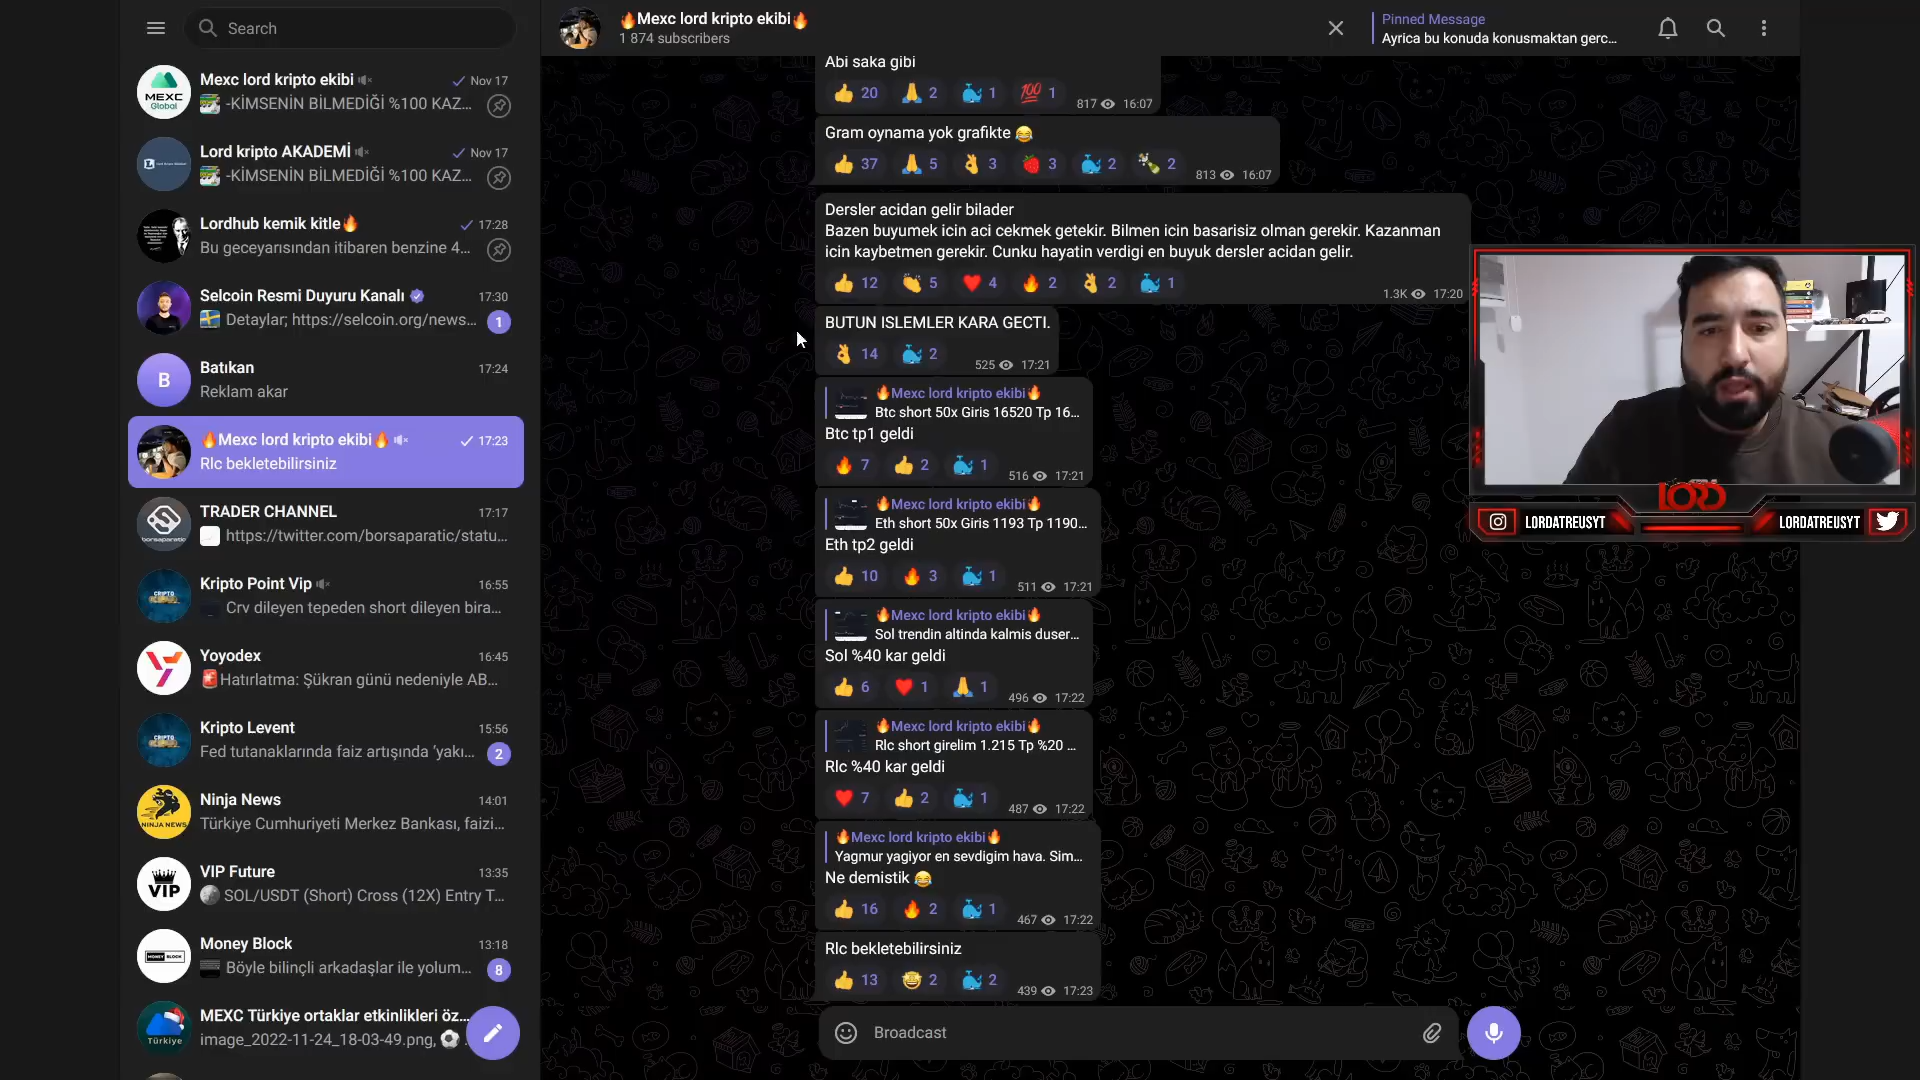 Search
Mexc lord kripto ekibi
Nov 17
-KİMSENİN BİLMEDİĞİ %100 KAZ...
MEXC
Global
Lord kripto AKADEMİ
Nov 17
-KİMSENİN BİLMEDİĞİ %100 KAZ...
Lordhub kemik kitle🔥
17:28
Bu geceyarısından itibaren benzine 4...
Selcoin Resmi Duyuru Kanalı
17:30
Detaylar; https://selcoin.org/news...
1
B
Batıkan
17:24
Reklam akar
🔥Mexc lord kripto ekibi🔥
17:23
Rlc bekletebilirsiniz
TRADER CHANNEL
17:17
https://twitter.com/borsaparatic/statu...
borsaparatic
Kripto Point Vip
16:55
Crv dileyen tepeden short dileyen bira...
Yoyodex
16:45
🚨Hatırlatma: Şükran günü nedeniyle AB...
Kripto Levent
15:56
Fed tutanaklarında faiz artışında 'yakı...
2
Ninja News
14:01
Türkiye Cumhuriyeti Merkez Bankası, faizi...
NINJA NEWS
VIP Future
13:35
SOL/USDT (Short) Cross (12X) Entry T...
VIP
Money Block
13:18
Böyle bilinçli arkadaşlar ile yolum...
8
MEXC Türkiye ortaklar etkinlikleri öz...
image_2022-11-24_18-03-49.png, ⚽
Türkiye
🔥Mexc lord kripto ekibi🔥
1 874 subscribers
Pinned Message
Ayrica bu konuda konusmaktan gerc...
Abi saka gibi
👍 20 🙏 2 🐳 1 💯 1
817 16:07
Gram oynama yok grafikte 😂
👍 37 🙏 5 👌 3 🍓 3 🐳 2 🍾 2
813 16:07
Dersler acidan gelir bilader
Bazen buyumek icin aci cekmek getekir. Bilmen icin basarisiz olman gerekir. Kazanman
icin kaybetmen gerekir. Cunku hayatin verdigi en buyuk dersler acidan gelir.
👍 12 👏 5 ❤ 4 🔥 2 👌 2 🐳 1
1.3K 17:20
BUTUN ISLEMLER KARA GECTI.
👌 14 🐳 2
525 17:21
🔥Mexc lord kripto ekibi🔥
Btc short 50x Giris 16520 Tp 16...
Btc tp1 geldi
🔥 7 👍 2 🐳 1
516 17:21
🔥Mexc lord kripto ekibi🔥
Eth short 50x Giris 1193 Tp 1190...
Eth tp2 geldi
👍 10 🔥 3 🐳 1
511 17:21
🔥Mexc lord kripto ekibi🔥
Sol trendin altinda kalmis duser...
Sol %40 kar geldi
👍 6 ❤ 1 🙏 1
496 17:22
🔥Mexc lord kripto ekibi🔥
Rlc short girelim 1.215 Tp %20 ...
Rlc %40 kar geldi
❤ 7 👍 2 🐳 1
487 17:22
🔥Mexc lord kripto ekibi🔥
Yagmur yagiyor en sevdigim hava. Sim...
Ne demistik 😂
👍 16 🔥 2 🐳 1
467 17:22
Rlc bekletebilirsiniz
👍 13 🤩 2 🐳 2
439 17:23
Broadcast
LORD
LORDATREUSYT
LORDATREUSYT